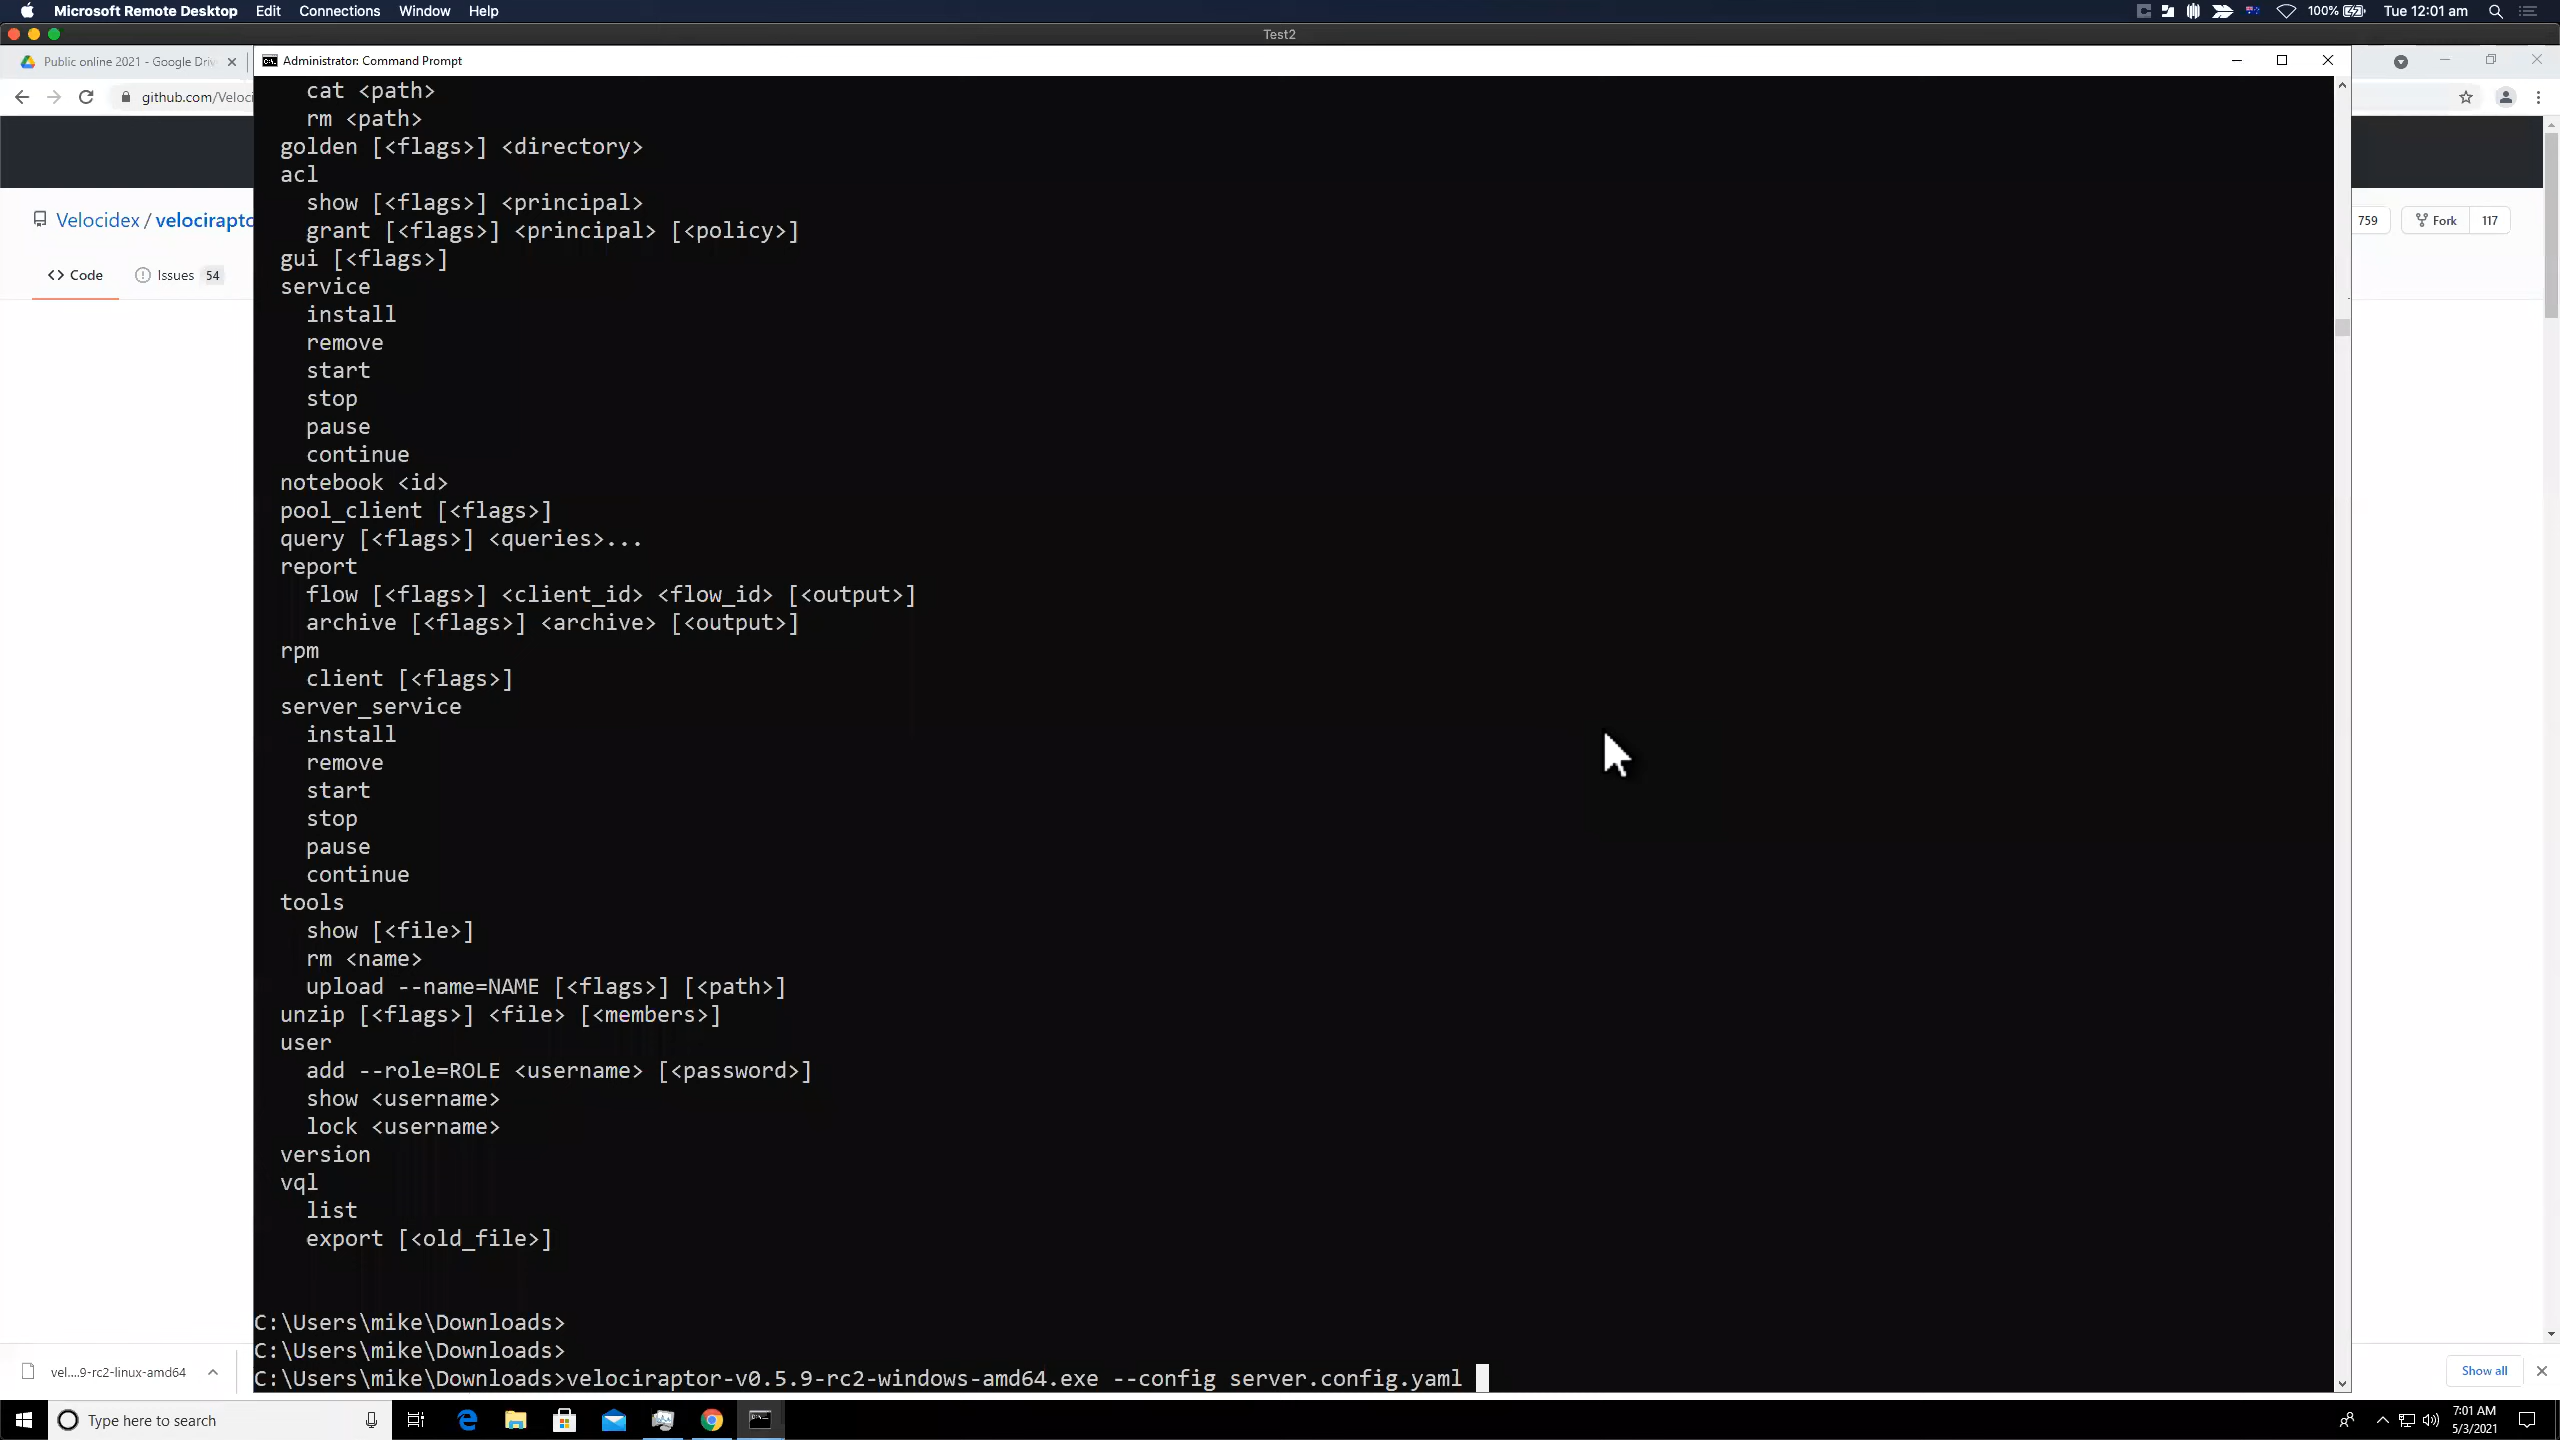 Microsoft Remote Desktop Edit Connections Window Help 100% Tue 12:01 am
Test2
Public online 2021 - Google Driv
Administrator: Command Prompt
github.com/Veloci
Velocidex / velocirapto
759 Fork 117
Code Issues 54
cat <path>
rm <path>
golden [<flags>] <directory>
acl
show [<flags>] <principal>
grant [<flags>] <principal> [<policy>]
gui [<flags>]
service
install
remove
start
stop
pause
continue
notebook <id>
pool_client [<flags>]
query [<flags>] <queries>...
report
flow [<flags>] <client_id> <flow_id> [<output>]
archive [<flags>] <archive> [<output>]
rpm
client [<flags>]
server_service
install
remove
start
stop
pause
continue
tools
show [<file>]
rm <name>
upload --name=NAME [<flags>] [<path>]
unzip [<flags>] <file> [<members>]
user
add --role=ROLE <username> [<password>]
show <username>
lock <username>
version
vql
list
export [<old_file>]
C:\Users\mike\Downloads>
C:\Users\mike\Downloads>
C:\Users\mike\Downloads>velociraptor-v0.5.9-rc2-windows-amd64.exe --config server.config.yaml
vel....9-rc2-linux-amd64
Show all
Type here to search
7:01 AM
5/3/2021